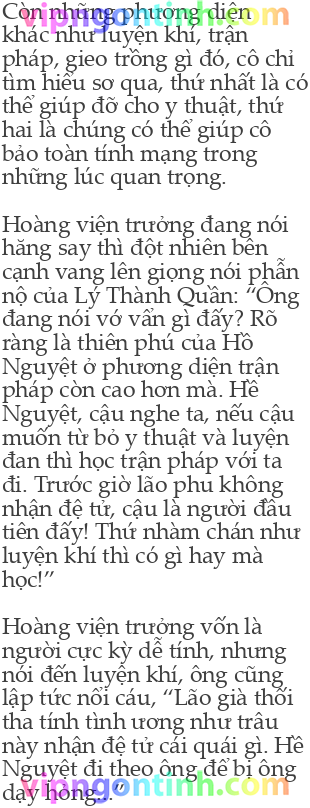 Còn những phương diện
vipngontinh.com
khác như luyện khí, trận
pháp, gieo trồng gì đó, cô chỉ
tìm hiểu sơ qua, thứ nhất là có
thể giúp đỡ cho y thuật, thứ
hai là chúng có thể giúp cô
bảo toàn tính mạng trong
những lúc quan trọng.
Hoàng viện trưởng đang nói
hăng say thì đột nhiên bên
cạnh vang lên giọng nói phẫn
nộ của Lý Thành Quần: “Ông
đang nói vớ vẩn gì đấy? Rõ
ràng là thiên phú của Hồ
Nguyệt ở phương diện trận
pháp còn cao hơn mà. Hề
Nguyệt, cậu nghe ta, nếu cậu
muốn từ bỏ y thuật và luyện
đan thì học trận pháp với ta
đi. Trước giờ lão phu không
nhận đệ tử, cậu là người đầu
tiên đấy! Thứ nhàm chán như
luyện khí thì có gì hay mà
học!”
Hoàng viện trưởng vốn là
người cực kỳ dễ tính, nhưng
nói đến luyện khí, ông cũng
lập tức nổi cáu, “Lão già thối
tha tính tình ương như trâu
này nhận đệ tử cái quái gì. Hề
Nguyệt đi theo ông để bị ông
vipngontinh.com
dạy hỏng...”